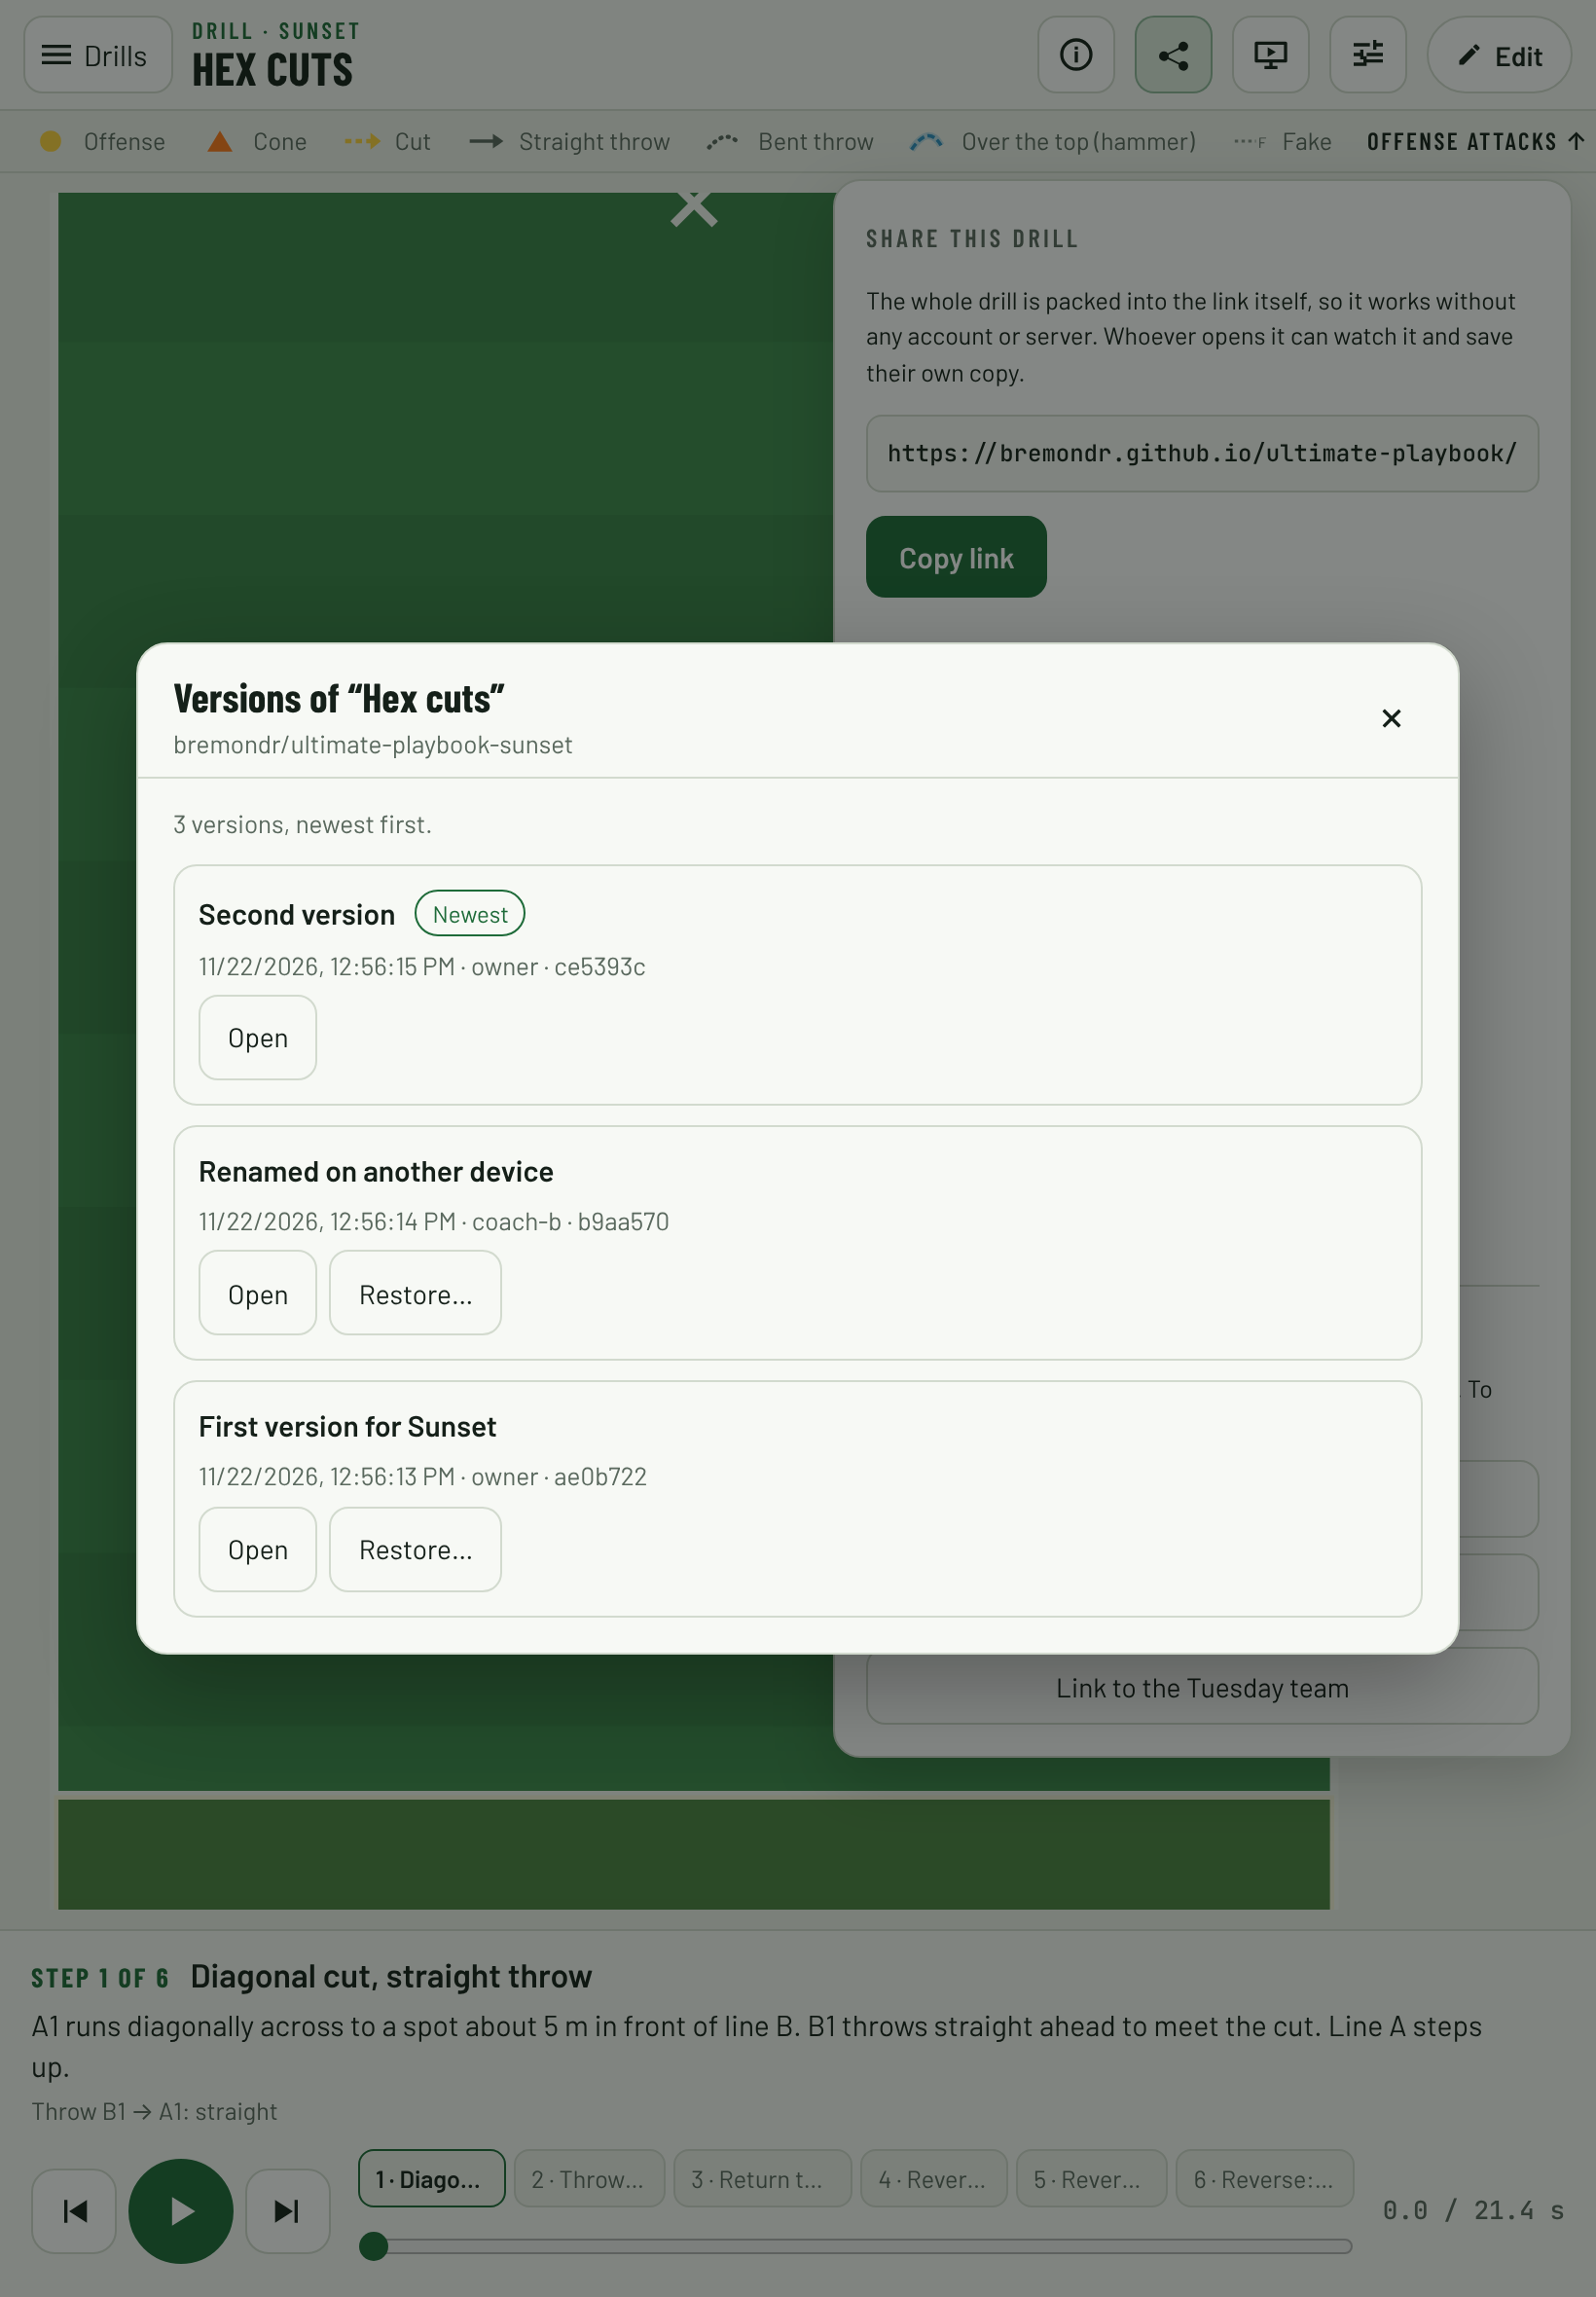 Drills
DRILL · SUNSET
HEX CUTS
Edit
Offense
Cone
Cut
Straight throw
Bent throw
Over the top (hammer)
F Fake
OFFENSE ATTACKS ↑
SHARE THIS DRILL
The whole drill is packed into the link itself, so it works without
any account or server. Whoever opens it can watch it and save
their own copy.
https://bremondr.github.io/ultimate-playbook/
Copy link
Versions of “Hex cuts”
bremondr/ultimate-playbook-sunset
3 versions, newest first.
Second version
Newest
11/22/2026, 12:56:15 PM · owner · ce5393c
Open
Renamed on another device
11/22/2026, 12:56:14 PM · coach-b · b9aa570
Open
Restore…
First version for Sunset
11/22/2026, 12:56:13 PM · owner · ae0b722
Open
Restore…
. To
Link to the Tuesday team
STEP 1 OF 6
Diagonal cut, straight throw
A1 runs diagonally across to a spot about 5 m in front of line B. B1 throws straight ahead to meet the cut. Line A steps
up.
Throw B1 → A1: straight
1 · Diago…
2 · Throw…
3 · Return t…
4 · Rever…
5 · Rever…
6 · Reverse:…
0.0 / 21.4 s